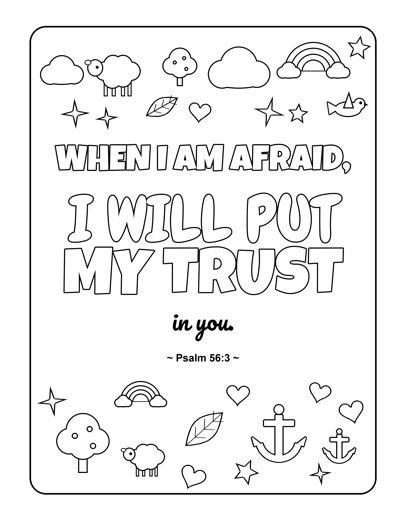 WHEN I AM AFRAID,
I WILL PUT
MY TRUST
in you.
~ Psalm 56:3 ~